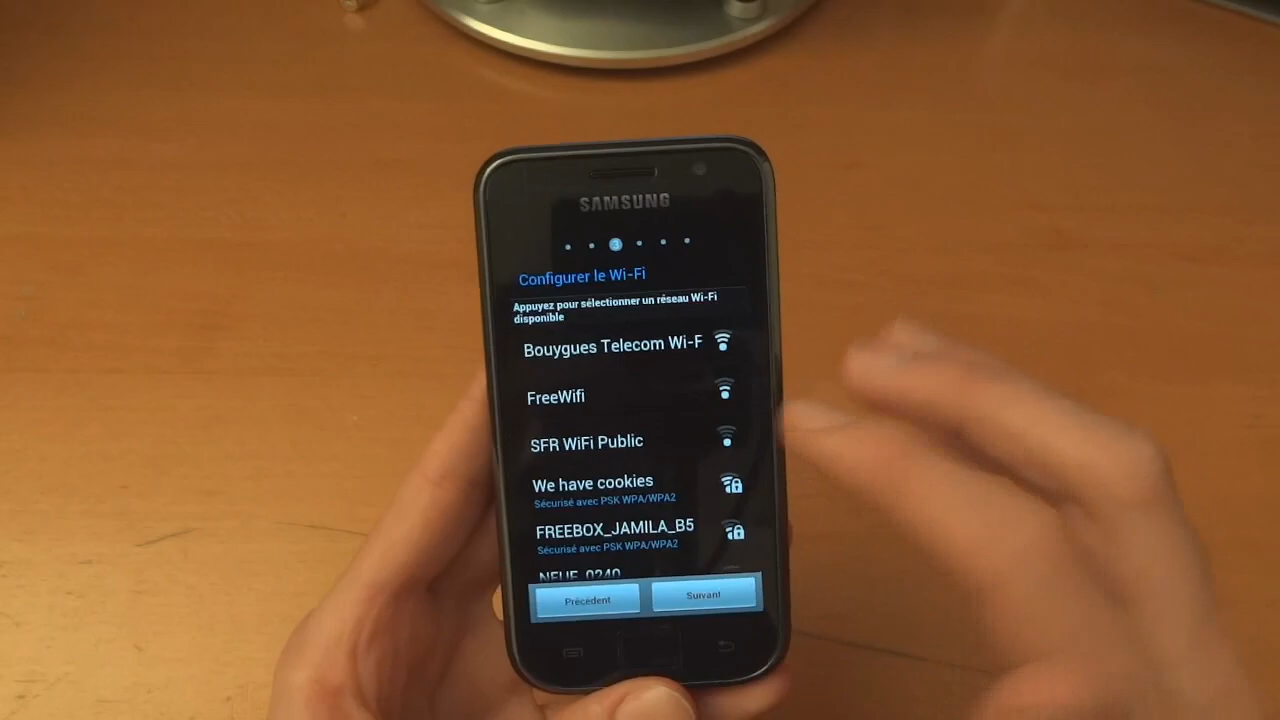 SAMSUNG
3
Configurer le Wi-Fi
Appuyez pour sélectionner un réseau Wi-Fi
disponible
Bouygues Telecom Wi-F
FreeWifi
SFR WiFi Public
We have cookies
Sécurisé avec PSK WPA/WPA2
FREEBOX_JAMILA_B5
Sécurisé avec PSK WPA/WPA2
NEUF_0240
Précédent
Suivant